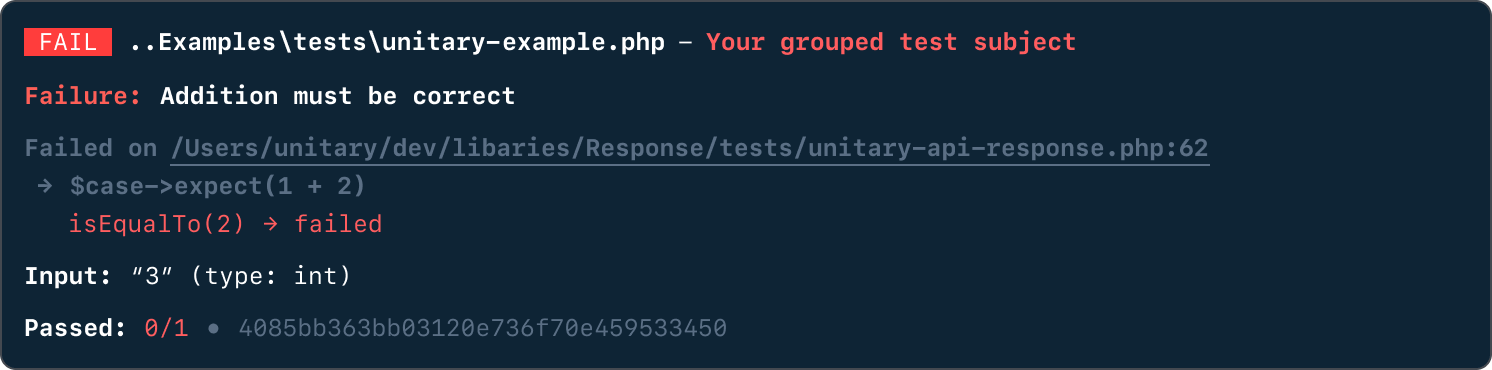 FAIL ..Examples\tests\unitary-example.php – Your grouped test subject
Failure: Addition must be correct
Failed on /Users/unitary/dev/libaries/Response/tests/unitary-api-response.php:62
→ $case->expect(1 + 2)
isEqualTo(2) → failed
Input: “3” (type: int)
Passed: 0/1 • 4085bb363bb03120e736f70e459533450